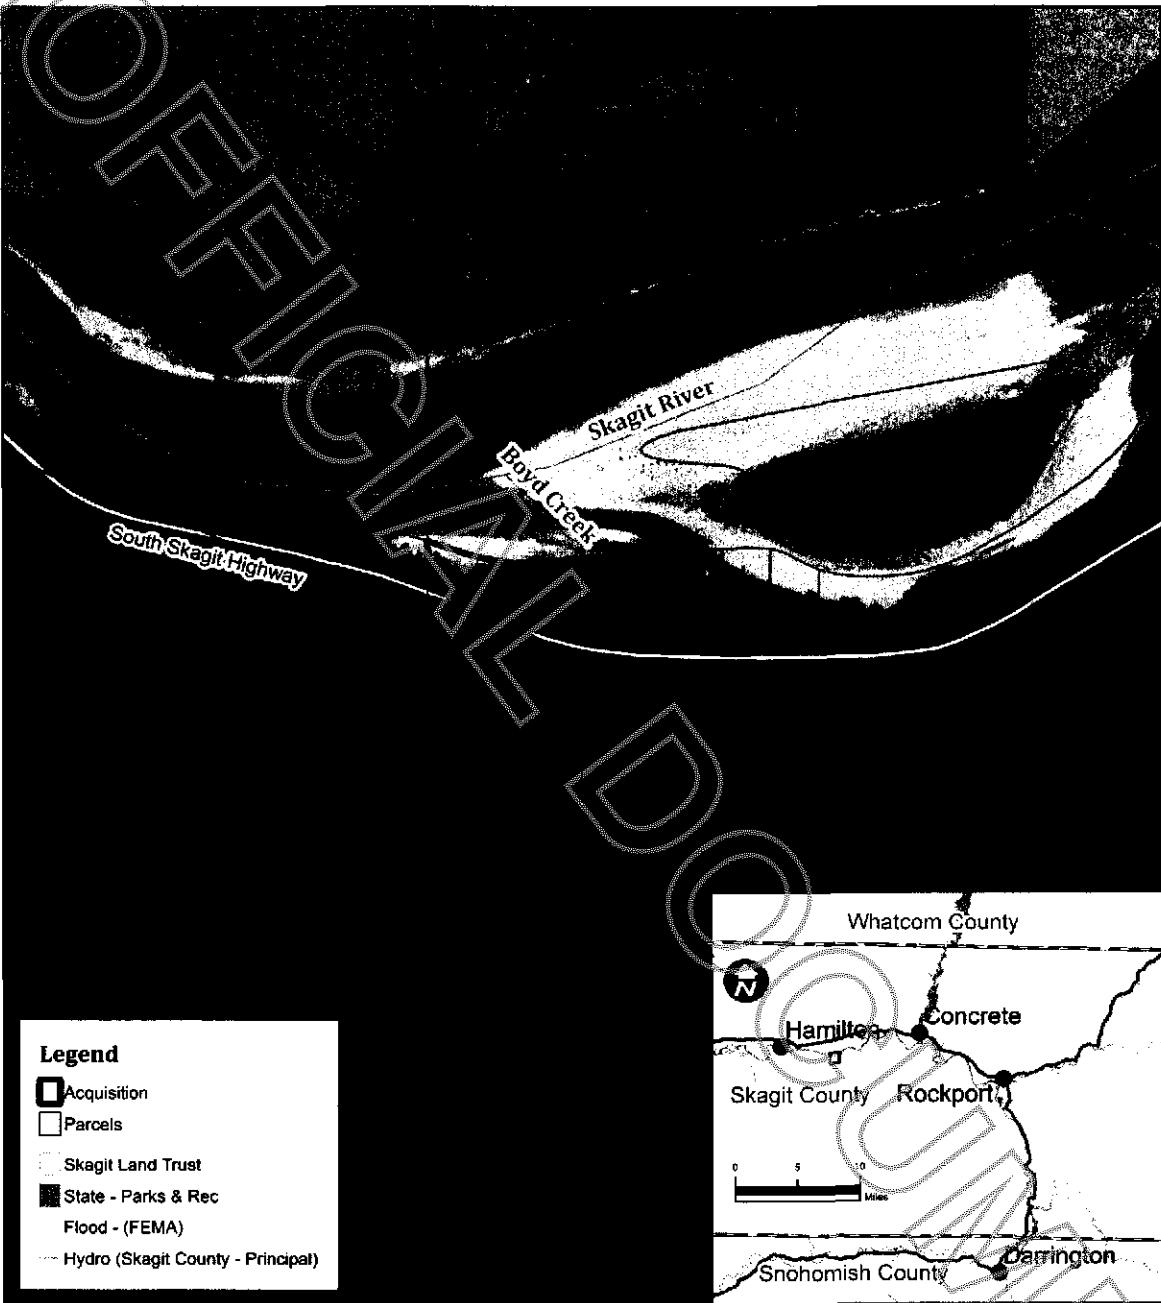 OFFICIAL DOCUME
Skagit River
Boyd Creek
South Skagit Highway
Whatcom County
N
Concrete
Hamilton
Skagit County
Rockport
0 5 10
Miles
Darrington
Snohomish County
Legend
Acquisition
Parcels
Skagit Land Trust
State - Parks & Rec
Flood - (FEMA)
Hydro (Skagit County - Principal)